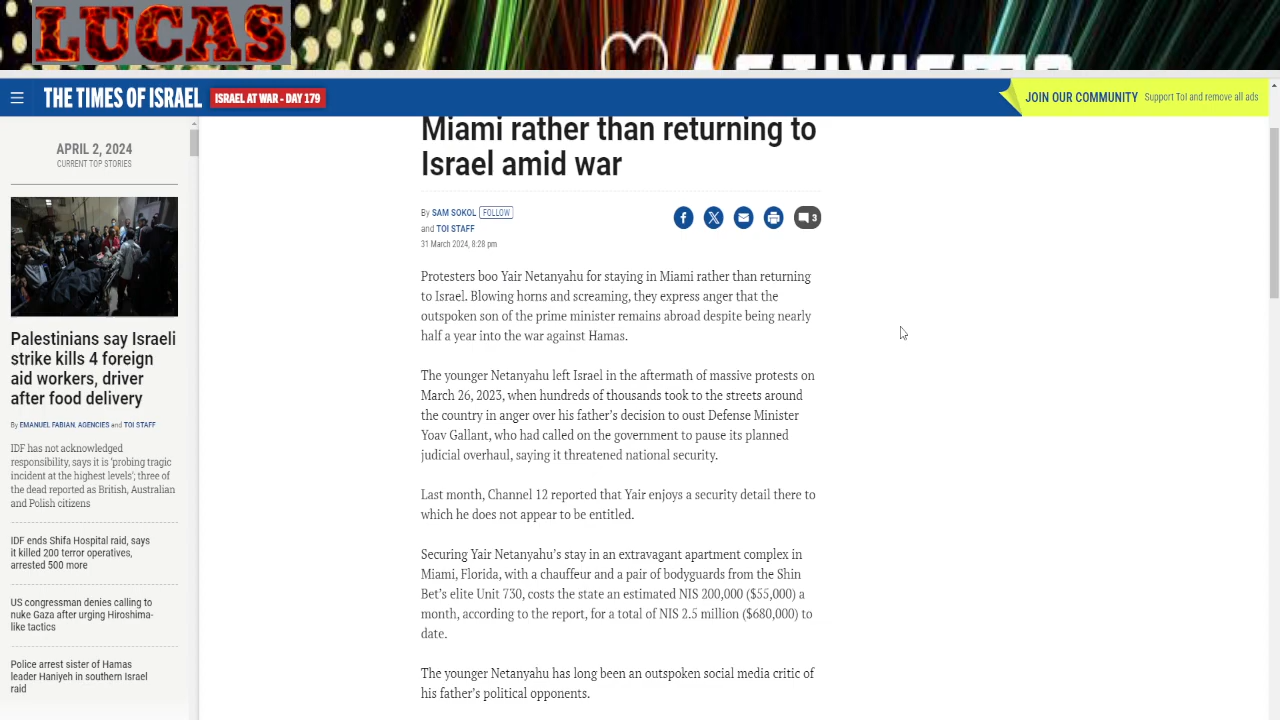 LUCAS
THE TIMES OF ISRAEL
ISRAEL AT WAR - DAY 179
JOIN OUR COMMUNITY
Support ToI and remove all ads
APRIL 2, 2024
CURRENT TOP STORIES
Palestinians say Israeli
strike kills 4 foreign
aid workers, driver
after food delivery
By EMANUEL FABIAN, AGENCIES and TOI STAFF
IDF has not acknowledged
responsibility, says it is 'probing tragic
incident at the highest levels'; three of
the dead reported as British, Australian
and Polish citizens
IDF ends Shifa Hospital raid, says
it killed 200 terror operatives,
arrested 500 more
US congressman denies calling to
nuke Gaza after urging Hiroshima-
like tactics
Police arrest sister of Hamas
leader Haniyeh in southern Israel
raid
Miami rather than returning to
Israel amid war
By SAM SOKOL FOLLOW
and TOI STAFF
31 March 2024, 8:28 pm
3
Protesters boo Yair Netanyahu for staying in Miami rather than returning
to Israel. Blowing horns and screaming, they express anger that the
outspoken son of the prime minister remains abroad despite being nearly
half a year into the war against Hamas.
The younger Netanyahu left Israel in the aftermath of massive protests on
March 26, 2023, when hundreds of thousands took to the streets around
the country in anger over his father's decision to oust Defense Minister
Yoav Gallant, who had called on the government to pause its planned
judicial overhaul, saying it threatened national security.
Last month, Channel 12 reported that Yair enjoys a security detail there to
which he does not appear to be entitled.
Securing Yair Netanyahu's stay in an extravagant apartment complex in
Miami, Florida, with a chauffeur and a pair of bodyguards from the Shin
Bet's elite Unit 730, costs the state an estimated NIS 200,000 ($55,000) a
month, according to the report, for a total of NIS 2.5 million ($680,000) to
date.
The younger Netanyahu has long been an outspoken social media critic of
his father's political opponents.